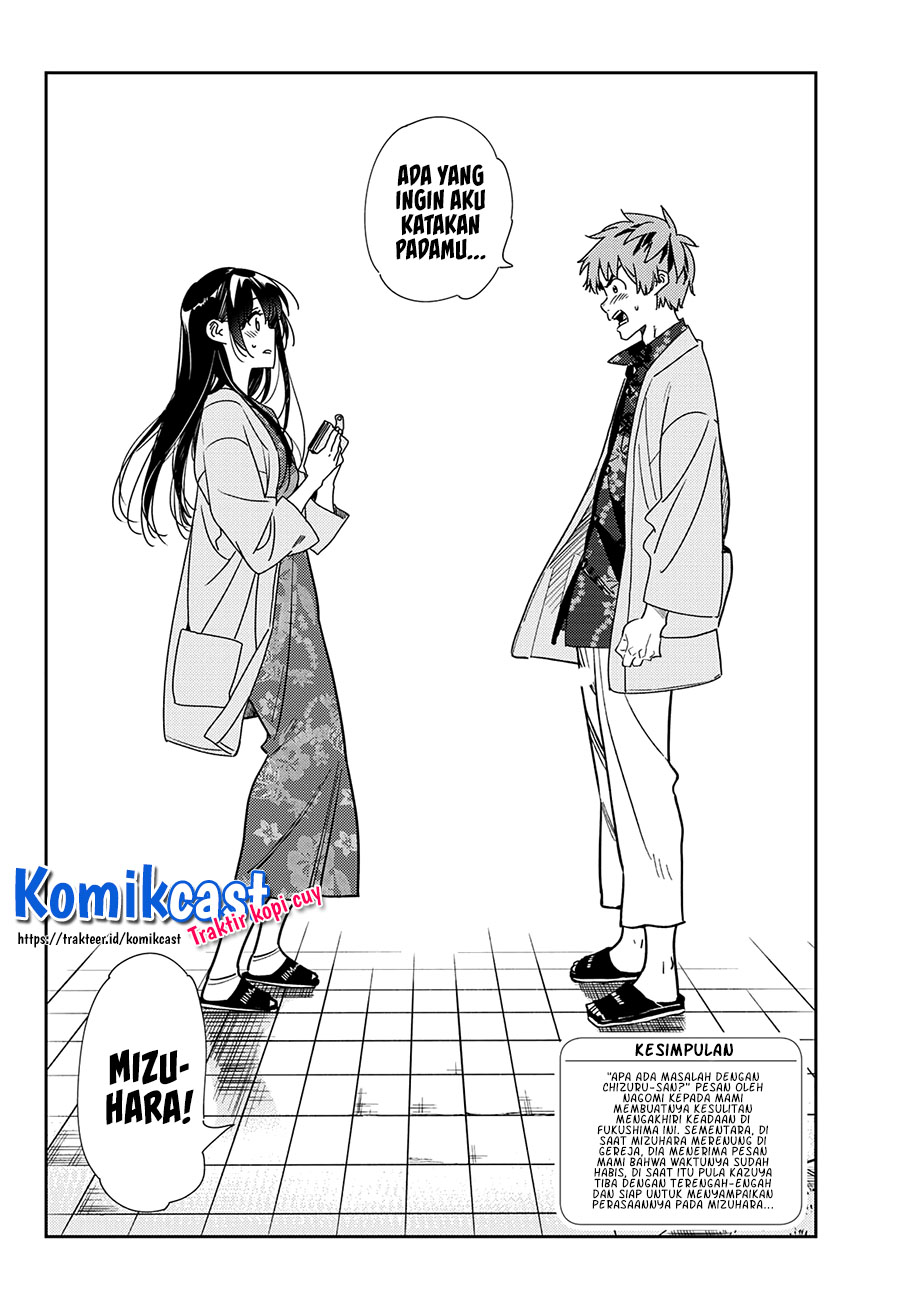 ADA YANG
INGIN AKU
KATAKAN
PADAMU...
Komikcast
Traktir kopi cuy
https://trakteer.id/komikcast
MIZU-
HARA!
KESIMPULAN
"APA ADA MASALAH DENGAN
CHIZURU-SAN?" PESAN OLEH
NAGOMI KEPADA MAMI
MEMBUATNYA KESULITAN
MENGAKHIRI KEADAAN DI
FUKUSHIMA INI. SEMENTARA, DI
SAAT MIZUHARA MERENUNG DI
GEREJA, DIA MENERIMA PESAN
MAMI BAHWA WAKTUNYA SUDAH
HABIS, DI SAAT ITU PULA KAZUYA
TIBA DENGAN TERENGAH-ENGAH
DAN SIAP UNTUK MENYAMPAIKAN
PERASAANNYA PADA MIZUHARA...